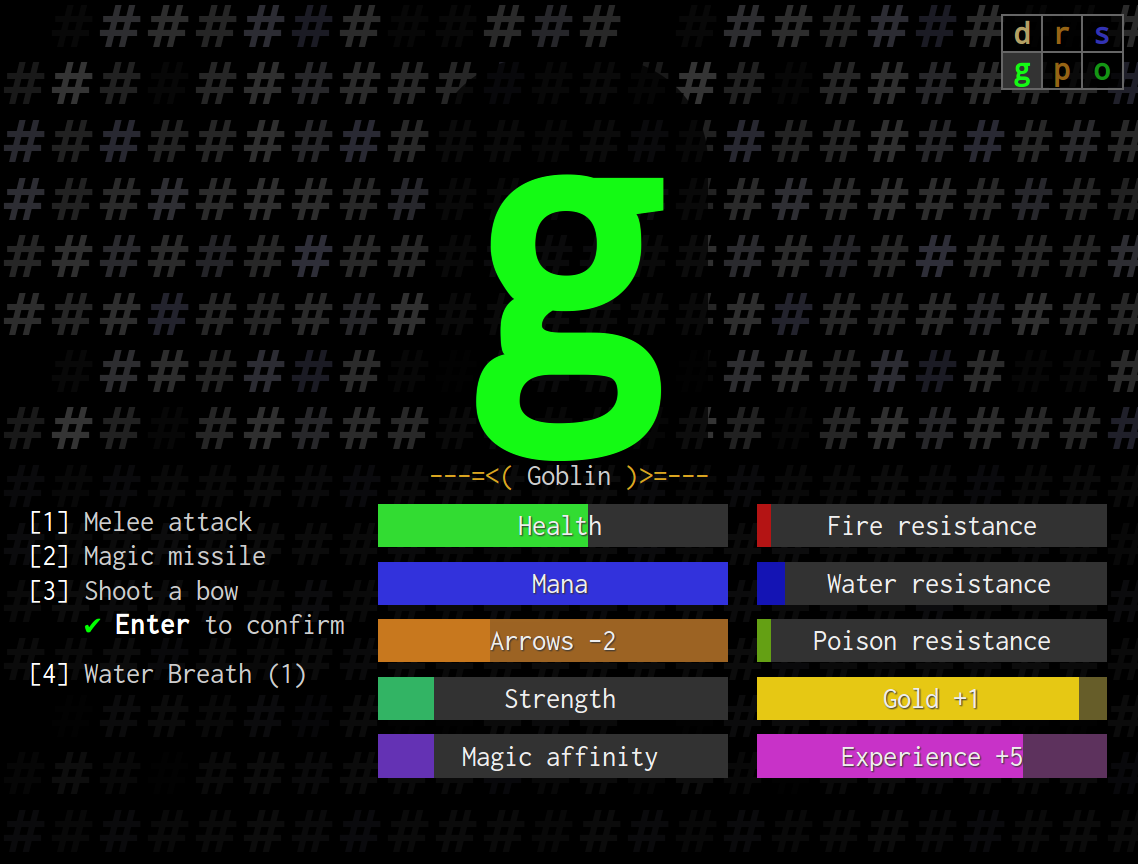 d r s
g p o
g
---=<( Goblin )>=---
[1] Melee attack
[2] Magic missile
[3] Shoot a bow
✔ Enter to confirm
[4] Water Breath (1)
Health
Mana
Arrows -2
Strength
Magic affinity
Fire resistance
Water resistance
Poison resistance
Gold +1
Experience +5